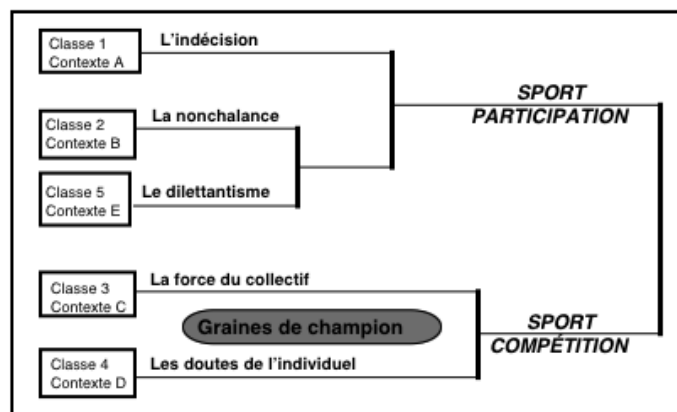 Classe 1
Contexte A
L'indécision
SPORT
PARTICIPATION
Classe 2
Contexte B
La nonchalance
Classe 5
Contexte E
Le dilettantisme
Classe 3
Contexte C
La force du collectif
Graines de champion
SPORT
COMPÉTITION
Classe 4
Contexte D
Les doutes de l'individuel